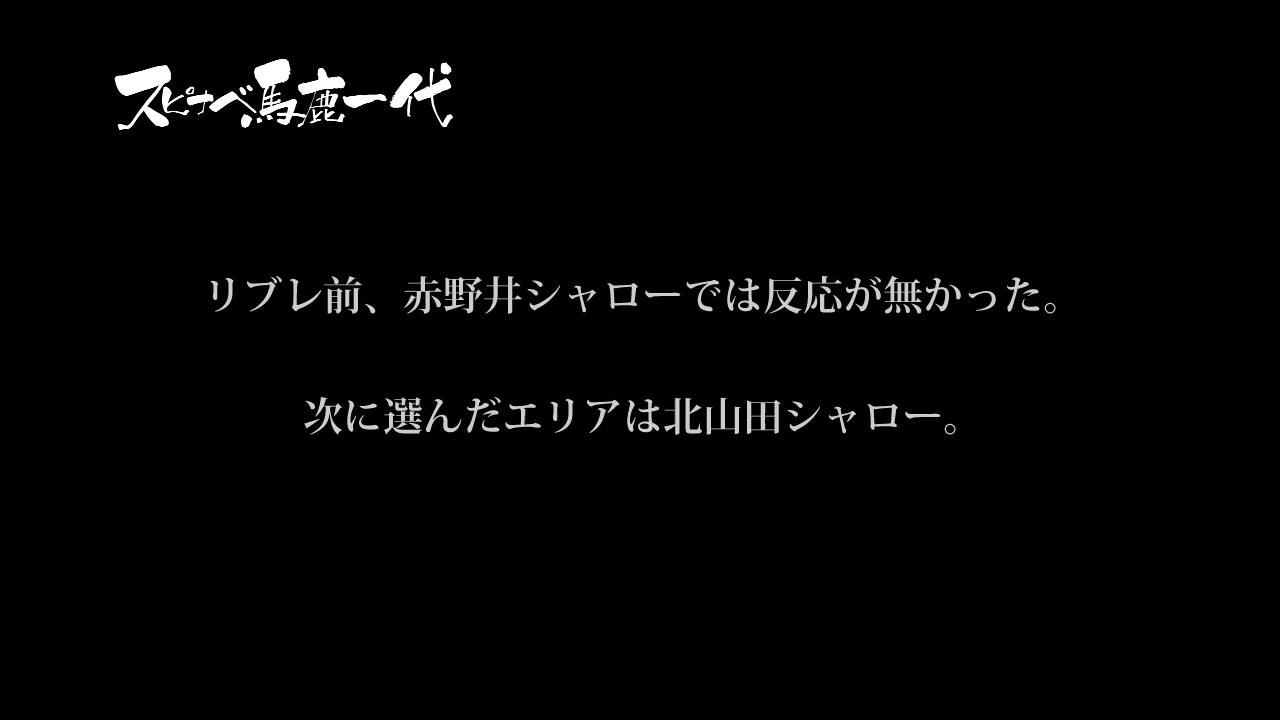 スピナベ馬鹿一代
リブレ前、赤野井シャローでは反応が無かった。
次に選んだエリアは北山田シャロー。